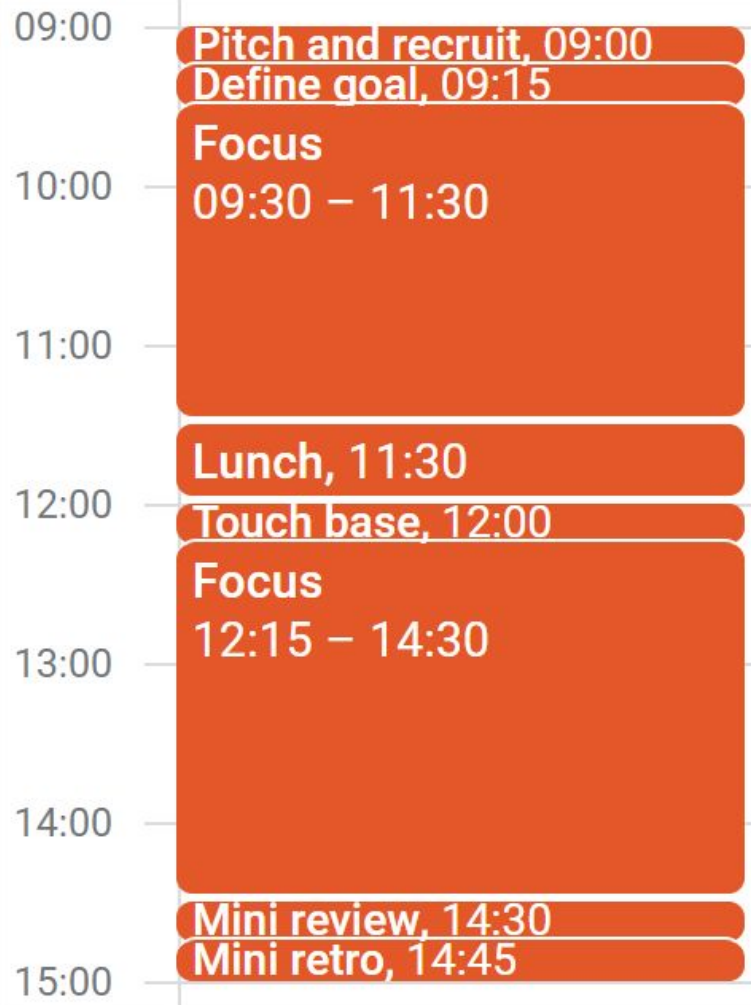 09:00
Pitch and recruit, 09:00
Define goal, 09:15
Focus
10:00
09:30 – 11:30
11:00
Lunch, 11:30
12:00
Touch base, 12:00
Focus
12:15 – 14:30
13:00
14:00
Mini review, 14:30
Mini retro, 14:45
15:00